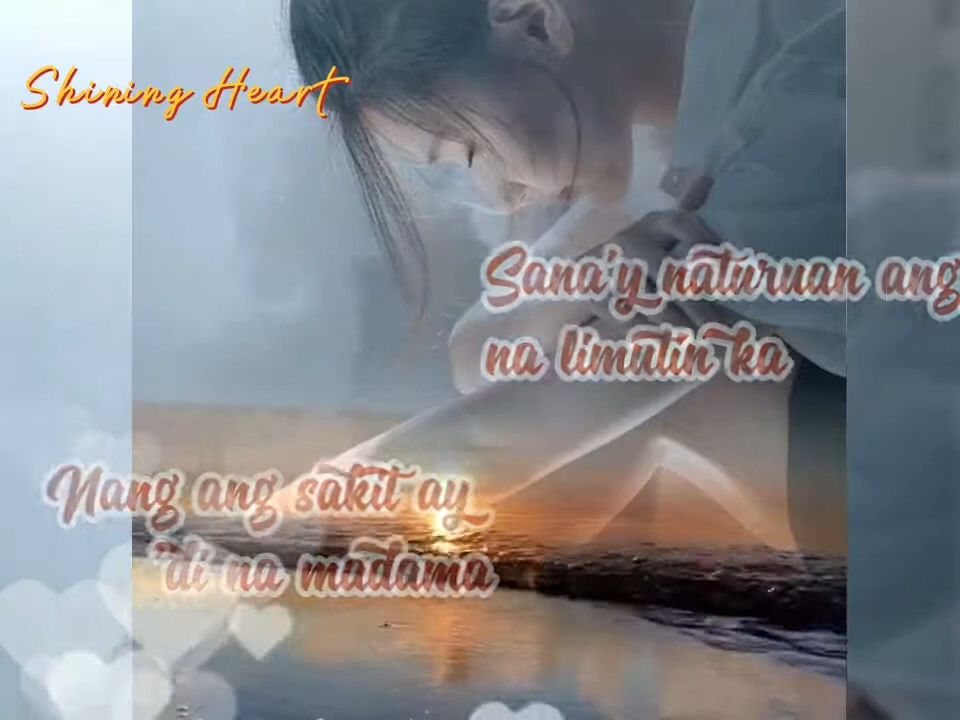 Shining Heart
Sana'y naturuan ang
na limutin ka
Nang ang sakit ay
'di na madama